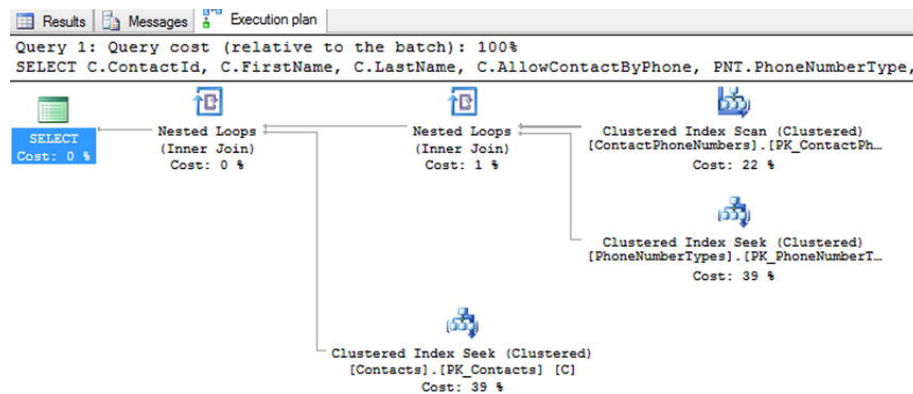 Results Messages Execution plan
Query 1: Query cost (relative to the batch): 100%
SELECT C.ContactId, C.FirstName, C.LastName, C.AllowContactByPhone, PNT.PhoneNumberType,
SELECT
Cost: 0 %
Nested Loops
(Inner Join)
Cost: 0 %
Nested Loops
(Inner Join)
Cost: 1 %
Clustered Index Scan (Clustered)
[ContactPhoneNumbers].[PK_ContactPh…
Cost: 22 %
Clustered Index Seek (Clustered)
[PhoneNumberTypes].[PK_PhoneNumberT…
Cost: 39 %
Clustered Index Seek (Clustered)
[Contacts].[PK_Contacts] [C]
Cost: 39 %